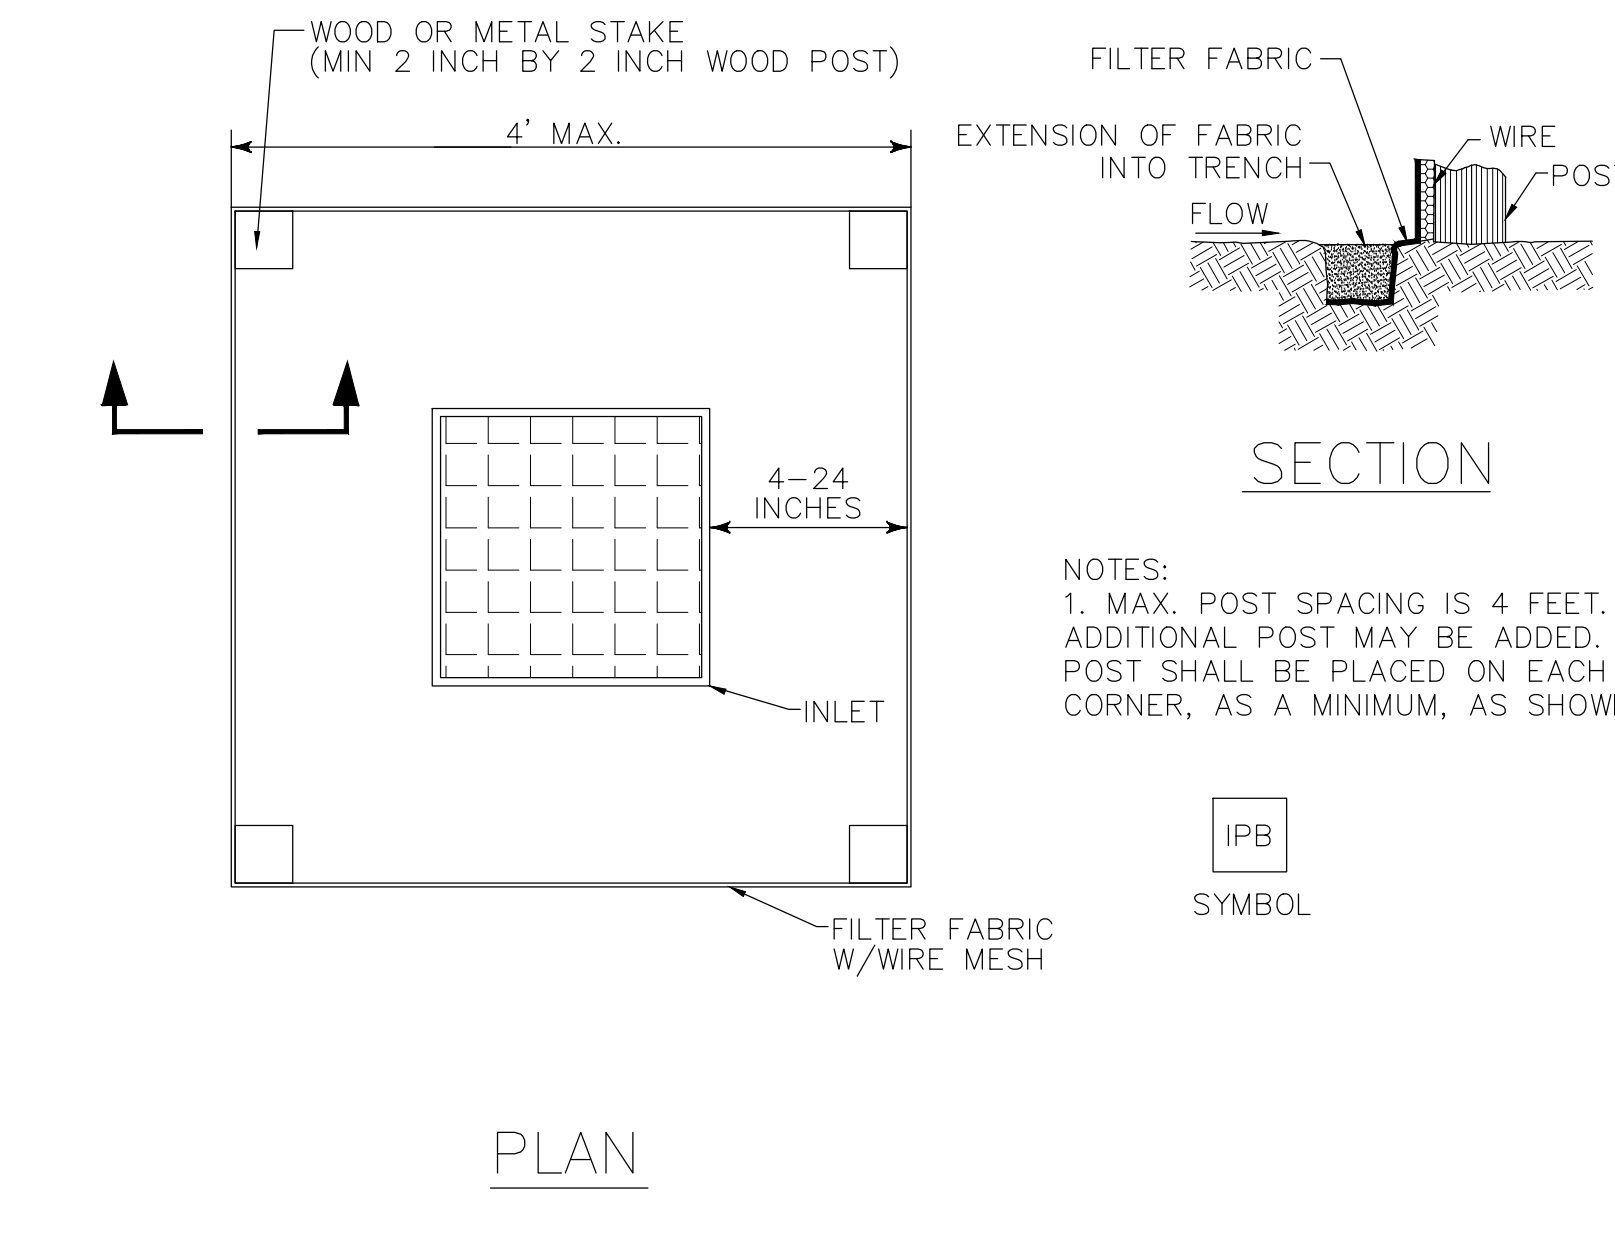 WOOD OR METAL STAKE
(MIN 2 INCH BY 2 INCH WOOD POST)
4' MAX.
4-24
INCHES
INLET
FILTER FABRIC
W/WIRE MESH
PLAN
FILTER FABRIC
EXTENSION OF FABRIC
INTO TRENCH
WIRE
FLOW
SECTION
NOTES:
1. MAX. POST SPACING IS 4 FEET.
ADDITIONAL POST MAY BE ADDED.
POST SHALL BE PLACED ON EACH
CORNER, AS A MINIMUM, AS
IPB
SYMBOL